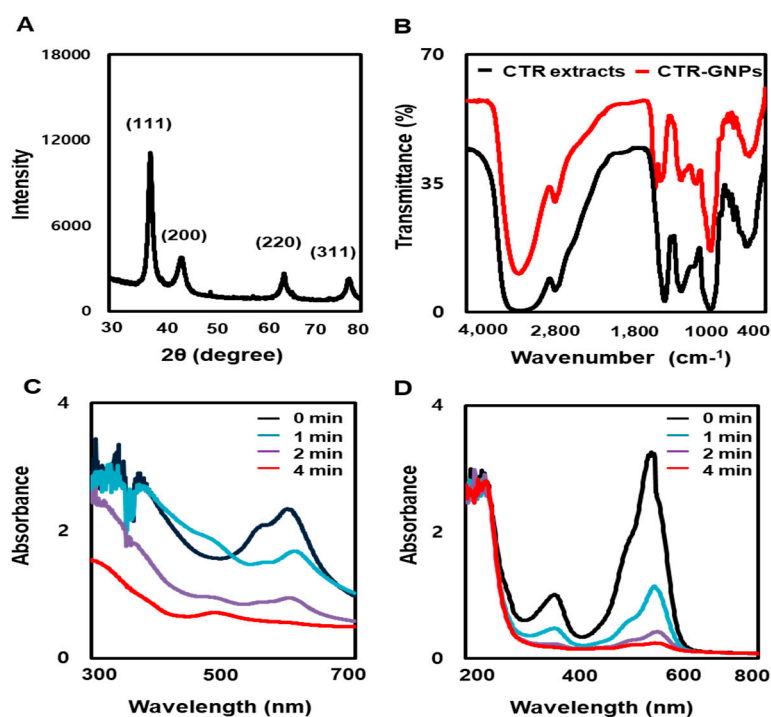 A
18000
12000
6000
0
Intensity
(111)
(200)
(220)
(311)
30 40 50 60 70 80
2θ (degree)
B
70
35
0
Transmittance (%)
CTR extracts CTR-GNPs
4,000 2,800 1,800 1000 400
Wavenumber (cm-1)
C
4
2
0
Absorbance
0 min
1 min
2 min
4 min
300 500 700
Wavelength (nm)
D
4
2
0
Absorbance
0 min
1 min
2 min
4 min
200 400 600 800
Wavelength (nm)